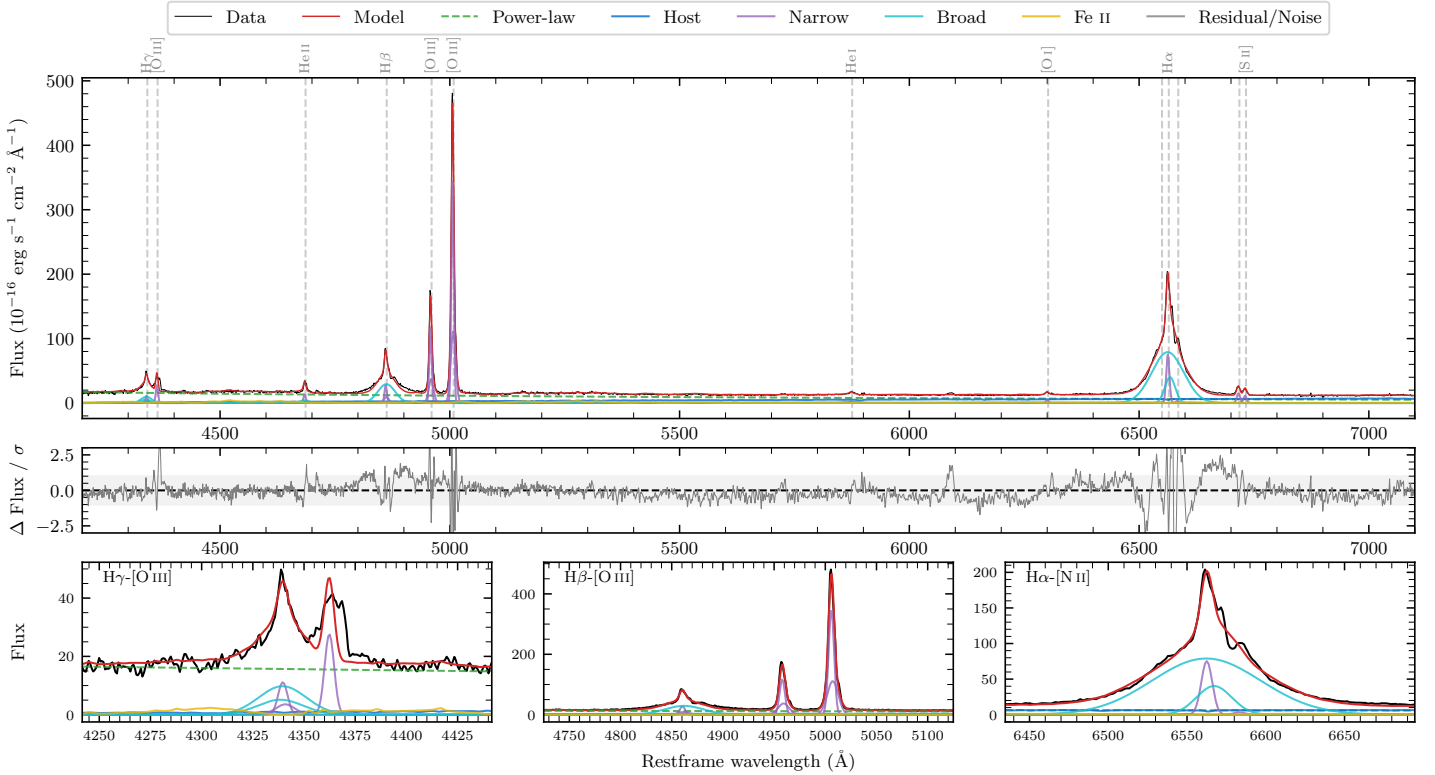 Data Model Power-law Host Narrow Broad Fe II Residual/Noise
Hγ [O III] He II Hβ [O III] [O III] He I [O I] Hα [S II]
500
400
300
200
100
0
Flux (10⁻¹⁶ erg s⁻¹ cm⁻² Å⁻¹)
4500 5000 5500 6000 6500 7000
2.5
0.0
−2.5
Δ Flux / σ
4500 5000 5500 6000 6500 7000
Hγ-[O III]
40
20
0
Flux
4250 4275 4300 4325 4350 4375 4400 4425
Hβ-[O III]
400
200
0
4750 4800 4850 4900 4950 5000 5050 5100
Hα-[N II]
200
150
100
50
0
6450 6500 6550 6600 6650
Restframe wavelength (Å)